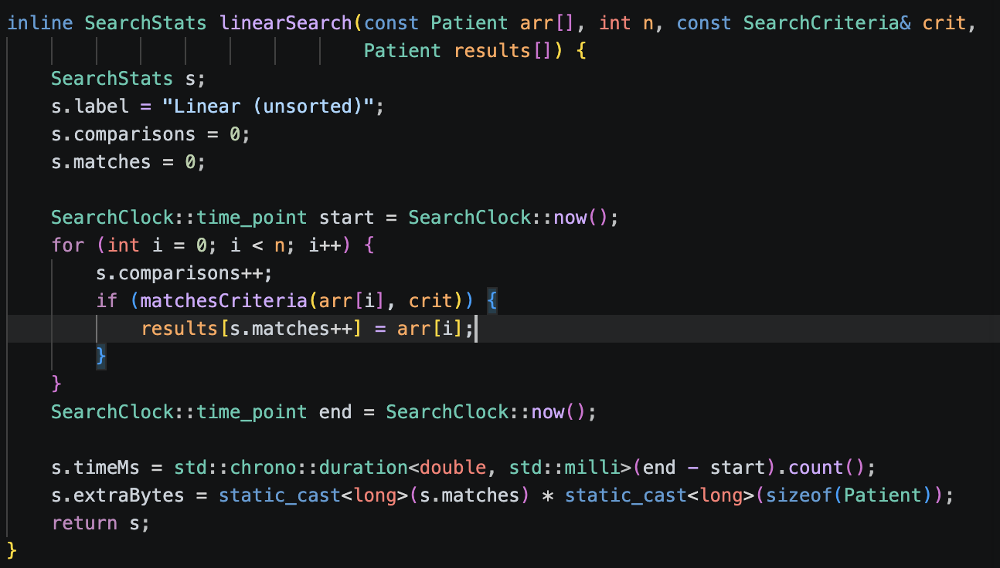 inline SearchStats linearSearch(const Patient arr[], int n, const SearchCriteria& crit,
                                Patient results[]) {
    SearchStats s;
    s.label = "Linear (unsorted)";
    s.comparisons = 0;
    s.matches = 0;

    SearchClock::time_point start = SearchClock::now();
    for (int i = 0; i < n; i++) {
        s.comparisons++;
        if (matchesCriteria(arr[i], crit)) {
            results[s.matches++] = arr[i];
        }
    }
    SearchClock::time_point end = SearchClock::now();

    s.timeMs = std::chrono::duration<double, std::milli>(end - start).count();
    s.extraBytes = static_cast<long>(s.matches) * static_cast<long>(sizeof(Patient));
    return s;
}